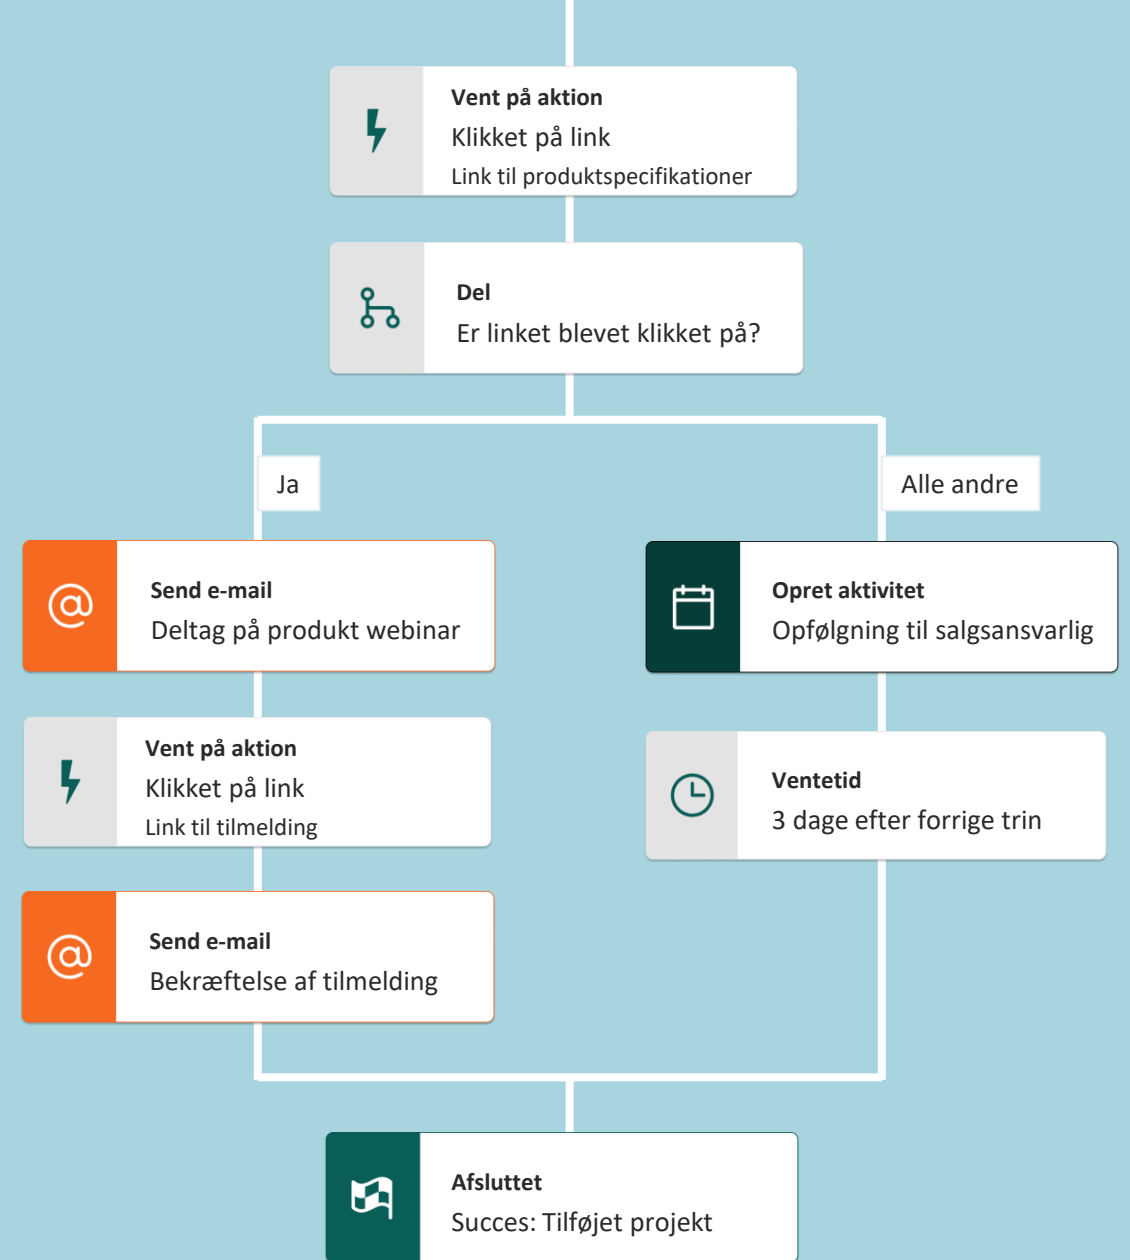 Vent på aktion
Klikket på link
Link til produktspecifikationer
Del
Er linket blevet klikket på?
Ja
Alle andre
Send e-mail
Deltag på produkt webinar
Opret aktivitet
Opfølgning til salgsansvarlig
Vent på aktion
Klikket på link
Link til tilmelding
Ventetid
3 dage efter forrige trin
Send e-mail
Bekræftelse af tilmelding
Afsluttet
Succes: Tilføjet projekt